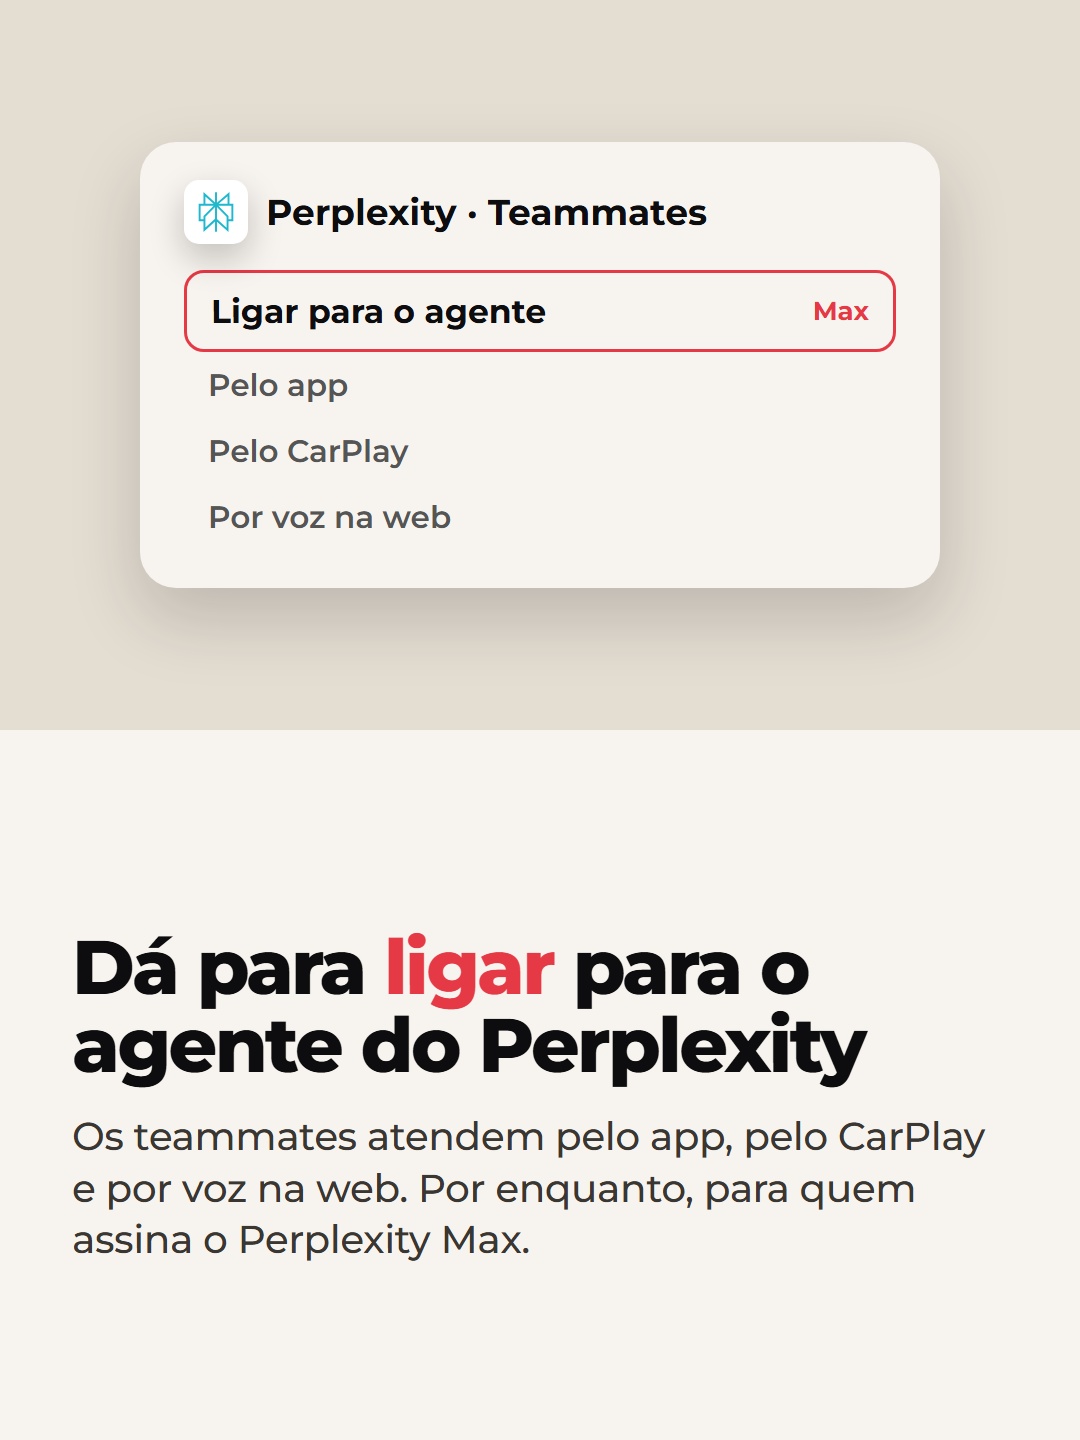 Perplexity · Teammates
Ligar para o agente
Max
Pelo app
Pelo CarPlay
Por voz na web
Dá para ligar para o
agente do Perplexity
Os teammates atendem pelo app, pelo CarPlay
e por voz na web. Por enquanto, para quem
assina o Perplexity Max.